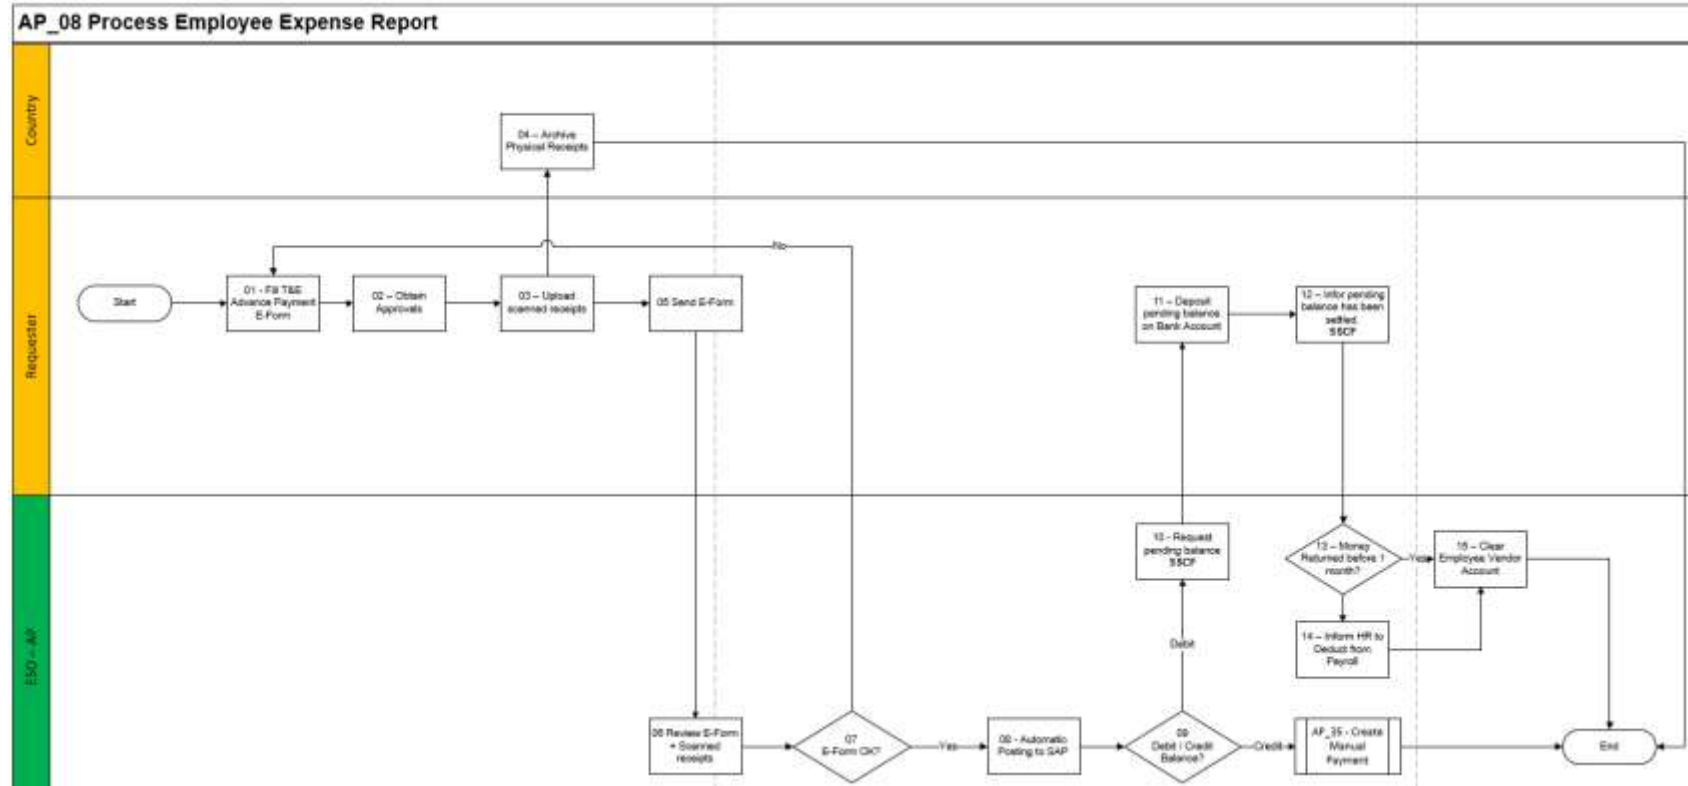 AP_08 Process Employee Expense Report
Country
04 – Archive
Physical Receipts
Requester
No
Start
01 - Fill T&E
Advance Payment
E-Form
02 – Obtain
Approvals
03 – Upload
scanned receipts
05 Send E-Form
11 – Deposit
pending balance
on Bank Account
12 – Infor pending
balance has been
settled.
SSCF
ESO – AP
10 - Request
pending balance
SSCF
13 – Money
Returned before 1
month?
Yes
15 – Clear
Employee Vendor
Account
Debit
14 – Inform HR to
Deduct from
Payroll
06 Review E-Form
+ Scanned
receipts
07
E-Form OK?
Yes
08 - Automatic
Posting to SAP
09
Debit / Credit
Balance?
Credit
AP_35 - Create
Manual
Payment
End